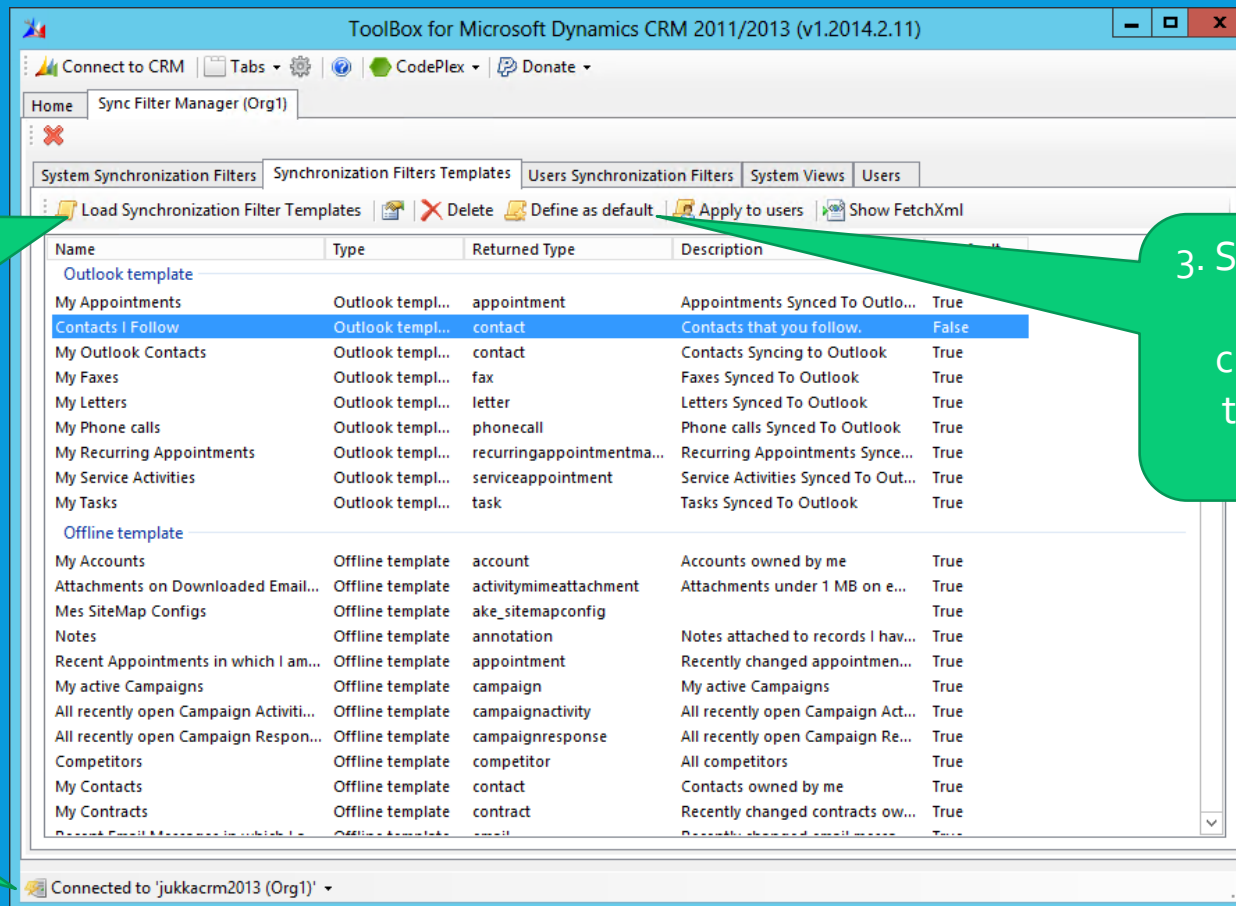 ToolBox for Microsoft Dynamics CRM 2011/2013 (v1.2014.2.11)
Connect to CRM Tabs CodePlex Donate
Home Sync Filter Manager (Org1)
System Synchronization Filters Synchronization Filters Templates Users Synchronization Filters System Views Users
Load Synchronization Filter Templates Delete Define as default Apply to users Show FetchXml
Name Type Returned Type Description
Outlook template
My Appointments Outlook templ... appointment Appointments Synced To Outlo... True
Contacts I Follow Outlook templ... contact Contacts that you follow. False
My Outlook Contacts Outlook templ... contact Contacts Syncing to Outlook True
My Faxes Outlook templ... fax Faxes Synced To Outlook True
My Letters Outlook templ... letter Letters Synced To Outlook True
My Phone calls Outlook templ... phonecall Phone calls Synced To Outlook True
My Recurring Appointments Outlook templ... recurringappointmentma... Recurring Appointments Synce... True
My Service Activities Outlook templ... serviceappointment Service Activities Synced To Out... True
My Tasks Outlook templ... task Tasks Synced To Outlook True
Offline template
My Accounts Offline template account Accounts owned by me True
Attachments on Downloaded Email... Offline template activitymimeattachment Attachments under 1 MB on e... True
Mes SiteMap Configs Offline template ake_sitemapconfig True
Notes Offline template annotation Notes attached to records I hav... True
Recent Appointments in which I am... Offline template appointment Recently changed appointmen... True
My active Campaigns Offline template campaign My active Campaigns True
All recently open Campaign Activiti... Offline template campaignactivity All recently open Campaign Act... True
All recently open Campaign Respon... Offline template campaignresponse All recently open Campaign Re... True
Competitors Offline template competitor All competitors True
My Contacts Offline template contact Contacts owned by me True
My Contracts Offline template contract Recently changed contracts ow... True
Connected to 'jukkacrm2013 (Org1)'
3. S
c
t